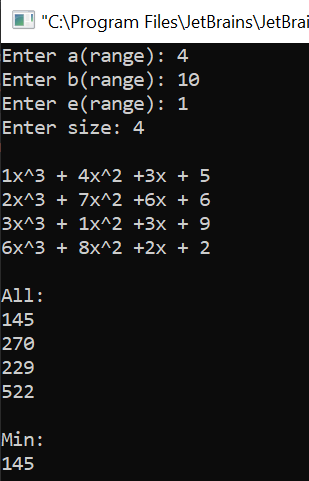 "C:\Program Files\JetBrains\JetBrai
Enter a(range): 4
Enter b(range): 10
Enter e(range): 1
Enter size: 4
1x^3 + 4x^2 +3x + 5
2x^3 + 7x^2 +6x + 6
3x^3 + 1x^2 +3x + 9
6x^3 + 8x^2 +2x + 2
All:
145
270
229
522
Min:
145